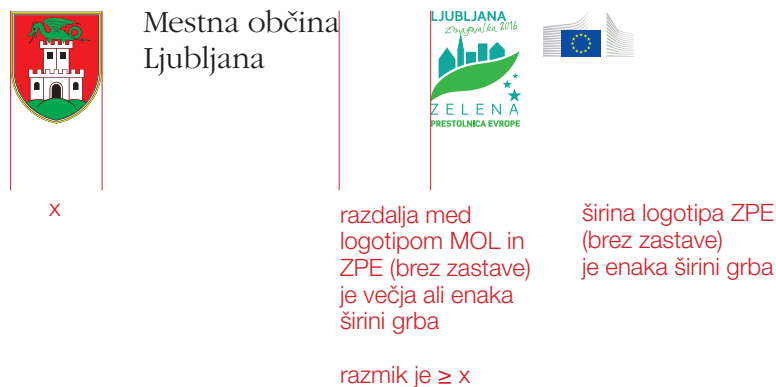 Mestna občina
Ljubljana
LJUBLJANA
Zmagovalka 2016
ZELENA
PRESTOLNICA EVROPE
x
razdalja med
logotipom MOL in
ZPE (brez zastave)
je večja ali enaka
širini grba
razmik je ≥ x
širina logotipa ZPE
(brez zastave)
je enaka širini grba